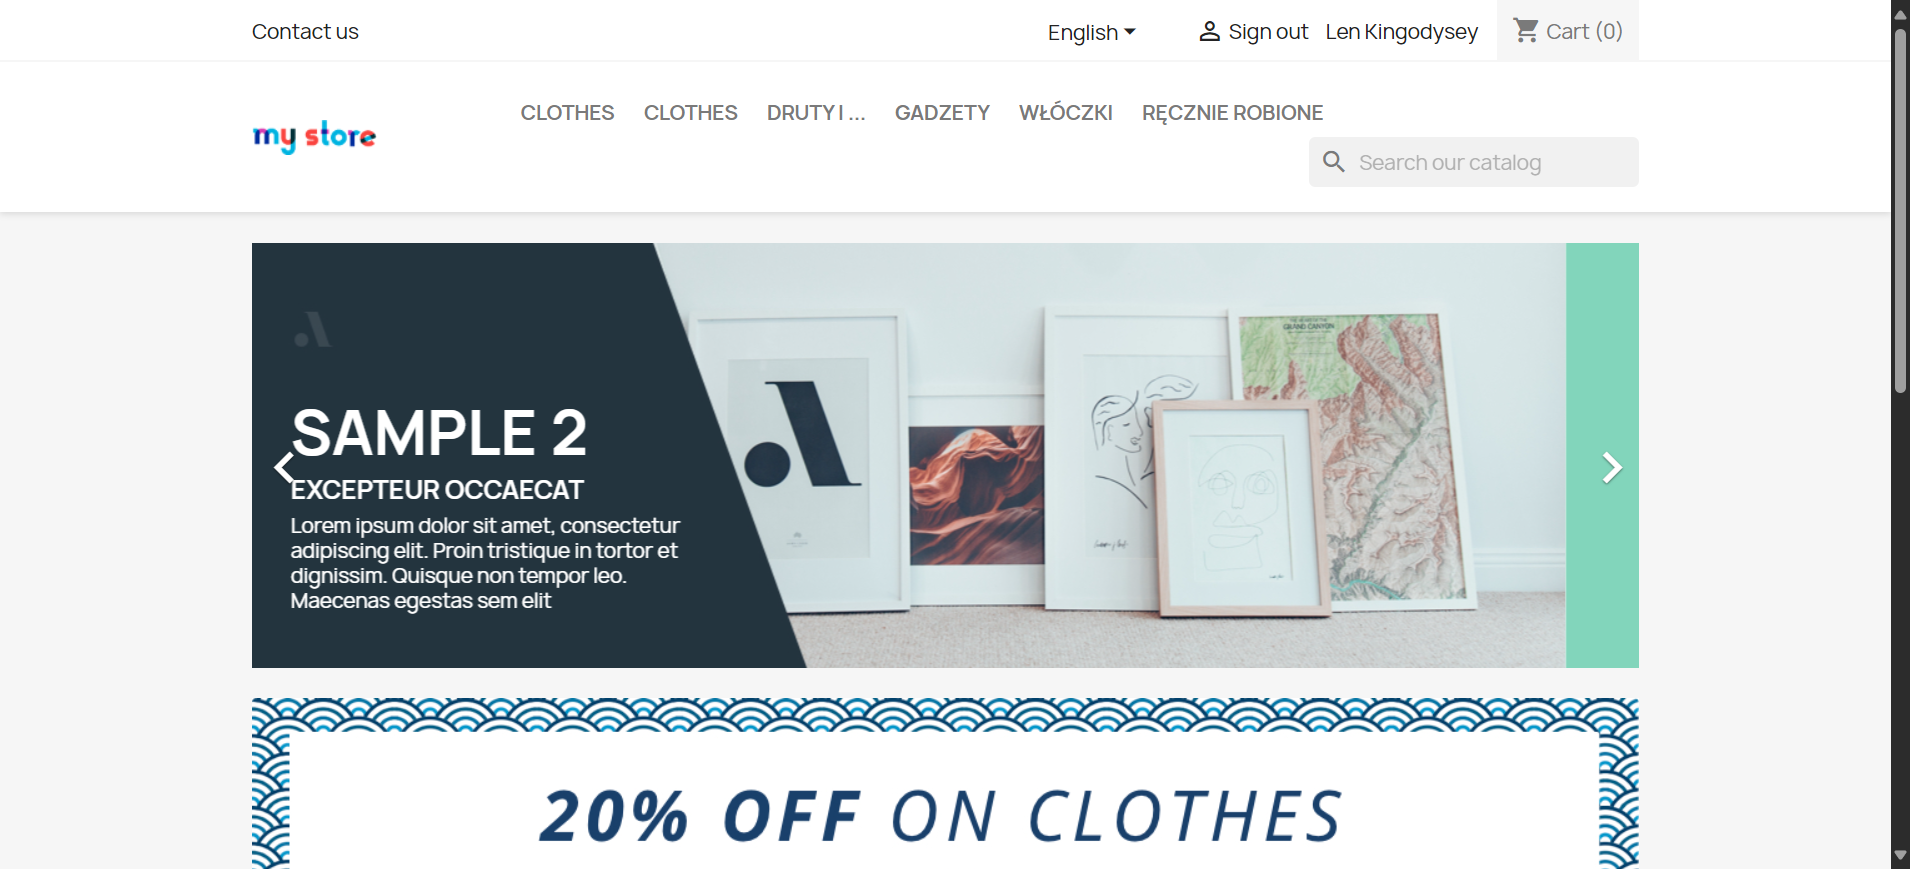 Contact us
English
Sign out
Len Kingodysey
Cart (0)
my store
CLOTHES
CLOTHES
DRUTY I ...
GADZETY
WŁÓCZKI
RĘCZNIE ROBIONE
Search our catalog
SAMPLE 2
EXCEPTEUR OCCAECAT
Lorem ipsum dolor sit amet, consectetur
adipiscing elit. Proin tristique in tortor et
dignissim. Quisque non tempor leo.
Maecenas egestas sem elit
GRAND CANYON
20% OFF ON CLOTHES